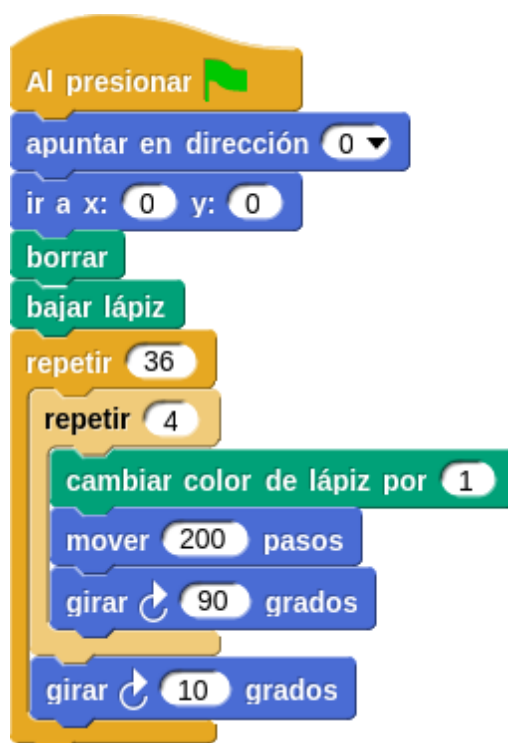 Al presionar
apuntar en dirección 0
ir a x: 0 y: 0
borrar
bajar lápiz
repetir 36
repetir 4
cambiar color de lápiz por 1
mover 200 pasos
girar 90 grados
girar 10 grados